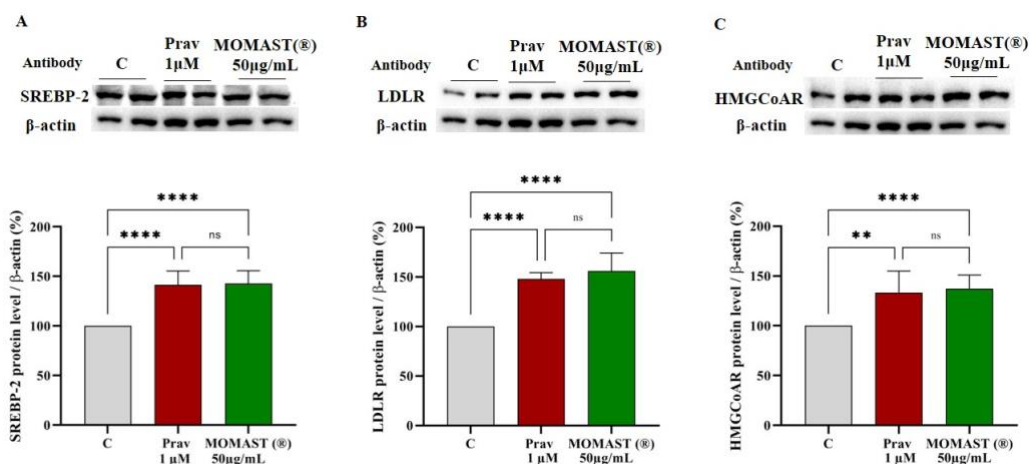 A
Antibody
C
Prav
1μM
MOMAST(®)
50μg/mL
SREBP-2
β-actin
SREBP-2 protein level / β-actin (%)
200
150
100
50
0
****
****
ns
C
Prav
1 μM
MOMAST (®)
50μg/mL
B
Antibody
C
Prav
1μM
MOMAST(®)
50μg/mL
LDLR
β-actin
LDLR protein level / β-actin (%)
200
150
100
50
0
****
****
ns
C
Prav
1 μM
MOMAST (®)
50μg/mL
C
Antibody
C
Prav
1μM
MOMAST(®)
50μg/mL
HMGCoAR
β-actin
HMGCoAR protein level / β-actin (%)
200
150
100
50
0
****
**
ns
C
Prav
1 μM
MOMAST (®)
50μg/mL